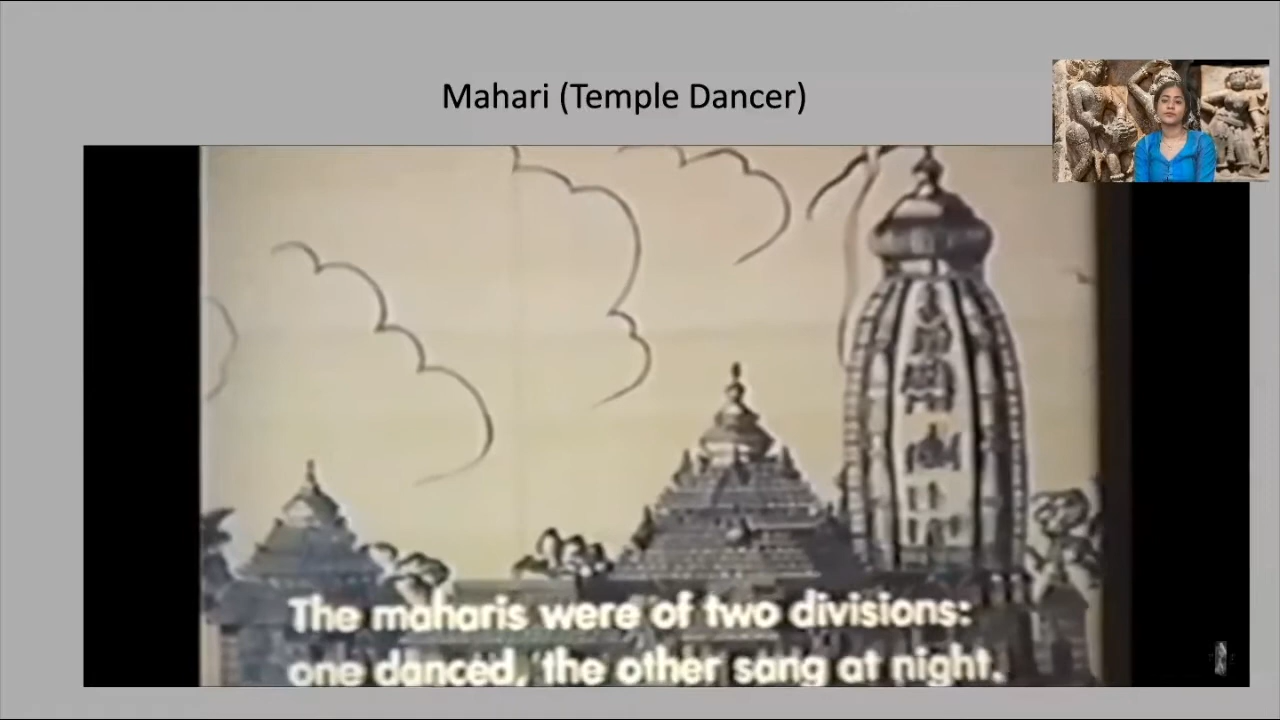 Mahari (Temple Dancer)
The maharis were of two divisions:
one danced, the other sang at night.